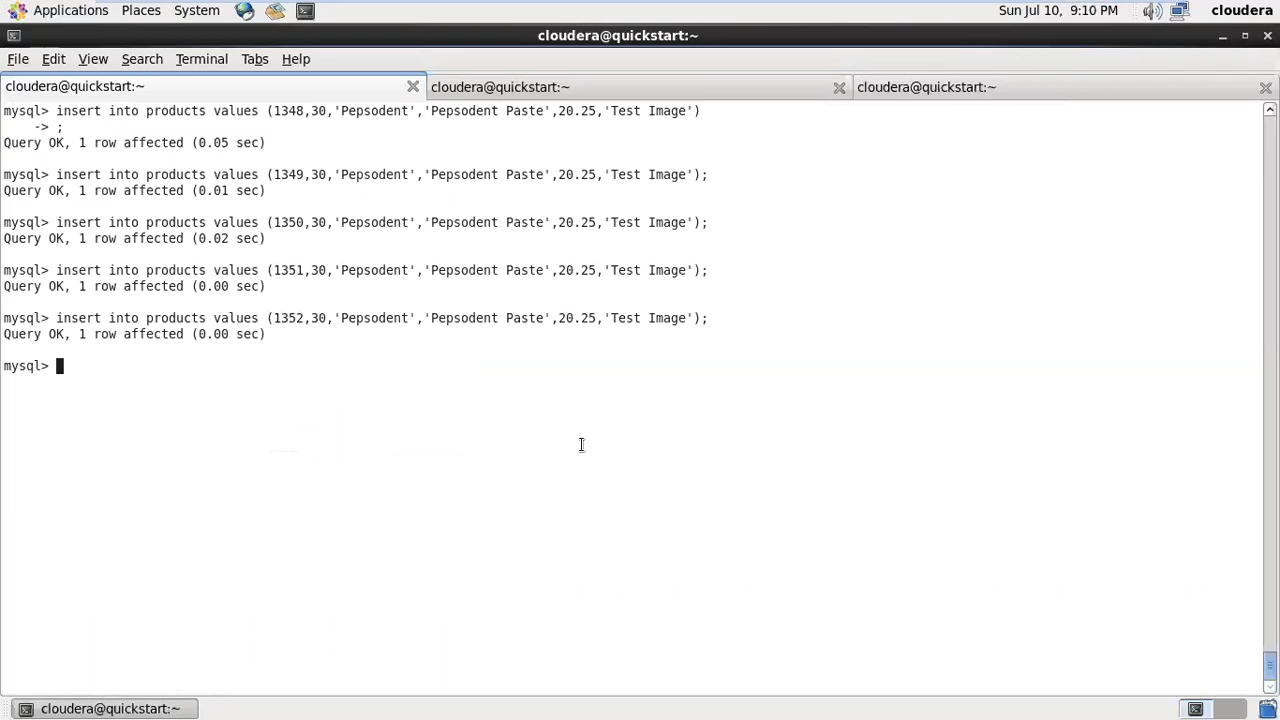 Applications Places System Sun Jul 10, 9:10 PM cloudera
cloudera@quickstart:~
File Edit View Search Terminal Tabs Help
cloudera@quickstart:~ cloudera@quickstart:~ cloudera@quickstart:~
mysql> insert into products values (1348,30,'Pepsodent','Pepsodent Paste',20.25,'Test Image')
-> ;
Query OK, 1 row affected (0.05 sec)
mysql> insert into products values (1349,30,'Pepsodent','Pepsodent Paste',20.25,'Test Image');
Query OK, 1 row affected (0.01 sec)
mysql> insert into products values (1350,30,'Pepsodent','Pepsodent Paste',20.25,'Test Image');
Query OK, 1 row affected (0.02 sec)
mysql> insert into products values (1351,30,'Pepsodent','Pepsodent Paste',20.25,'Test Image');
Query OK, 1 row affected (0.00 sec)
mysql> insert into products values (1352,30,'Pepsodent','Pepsodent Paste',20.25,'Test Image');
Query OK, 1 row affected (0.00 sec)
mysql>
cloudera@quickstart:~